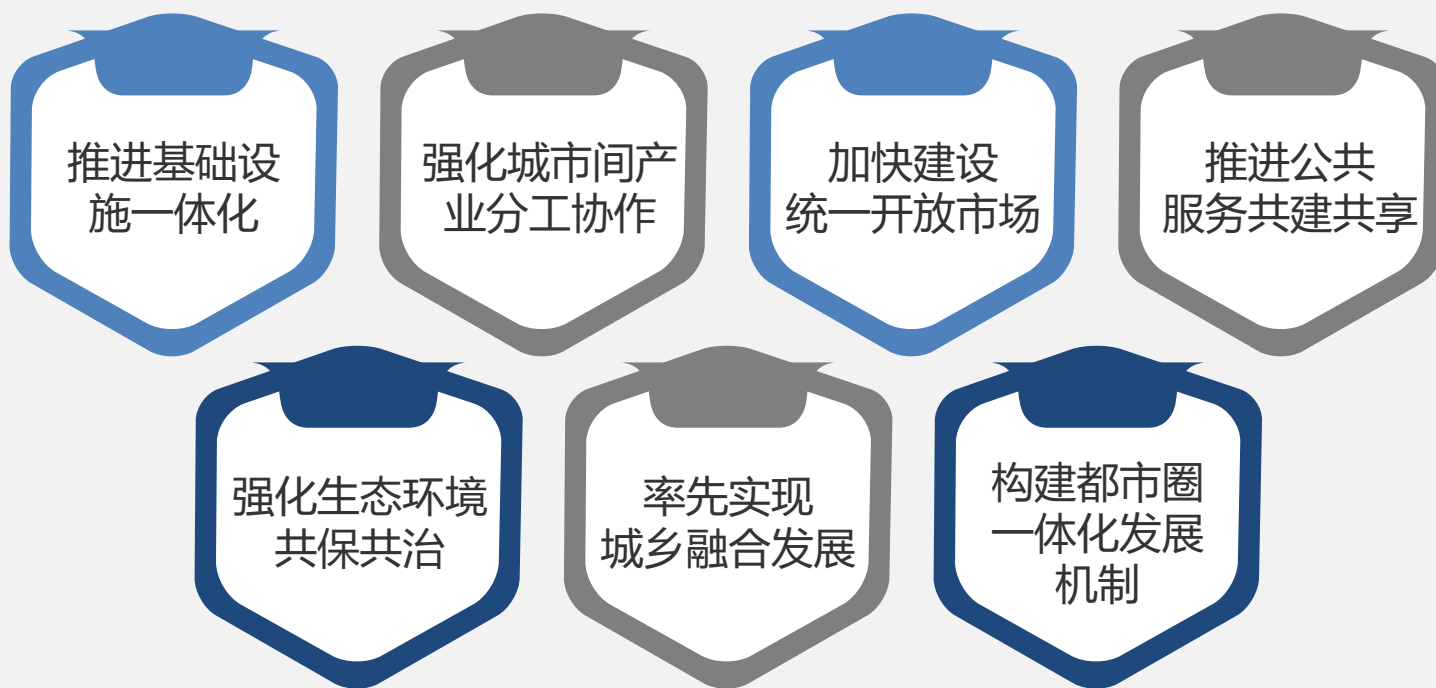 推进基础设
施一体化
强化城市间产
业分工协作
加快建设
统一开放市场
推进公共
服务共建共享
强化生态环境
共保共治
率先实现
城乡融合发展
构建都市圈
一体化发展
机制